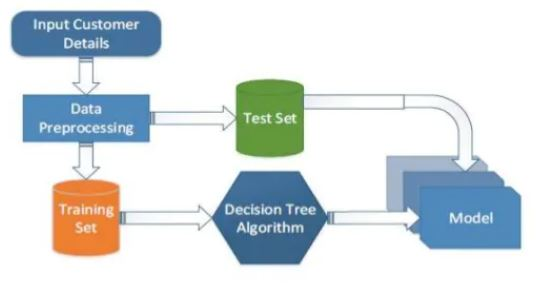 Input Customer
Details
Data
Preprocessing
Test Set
Training
Set
Decision Tree
Algorithm
Model